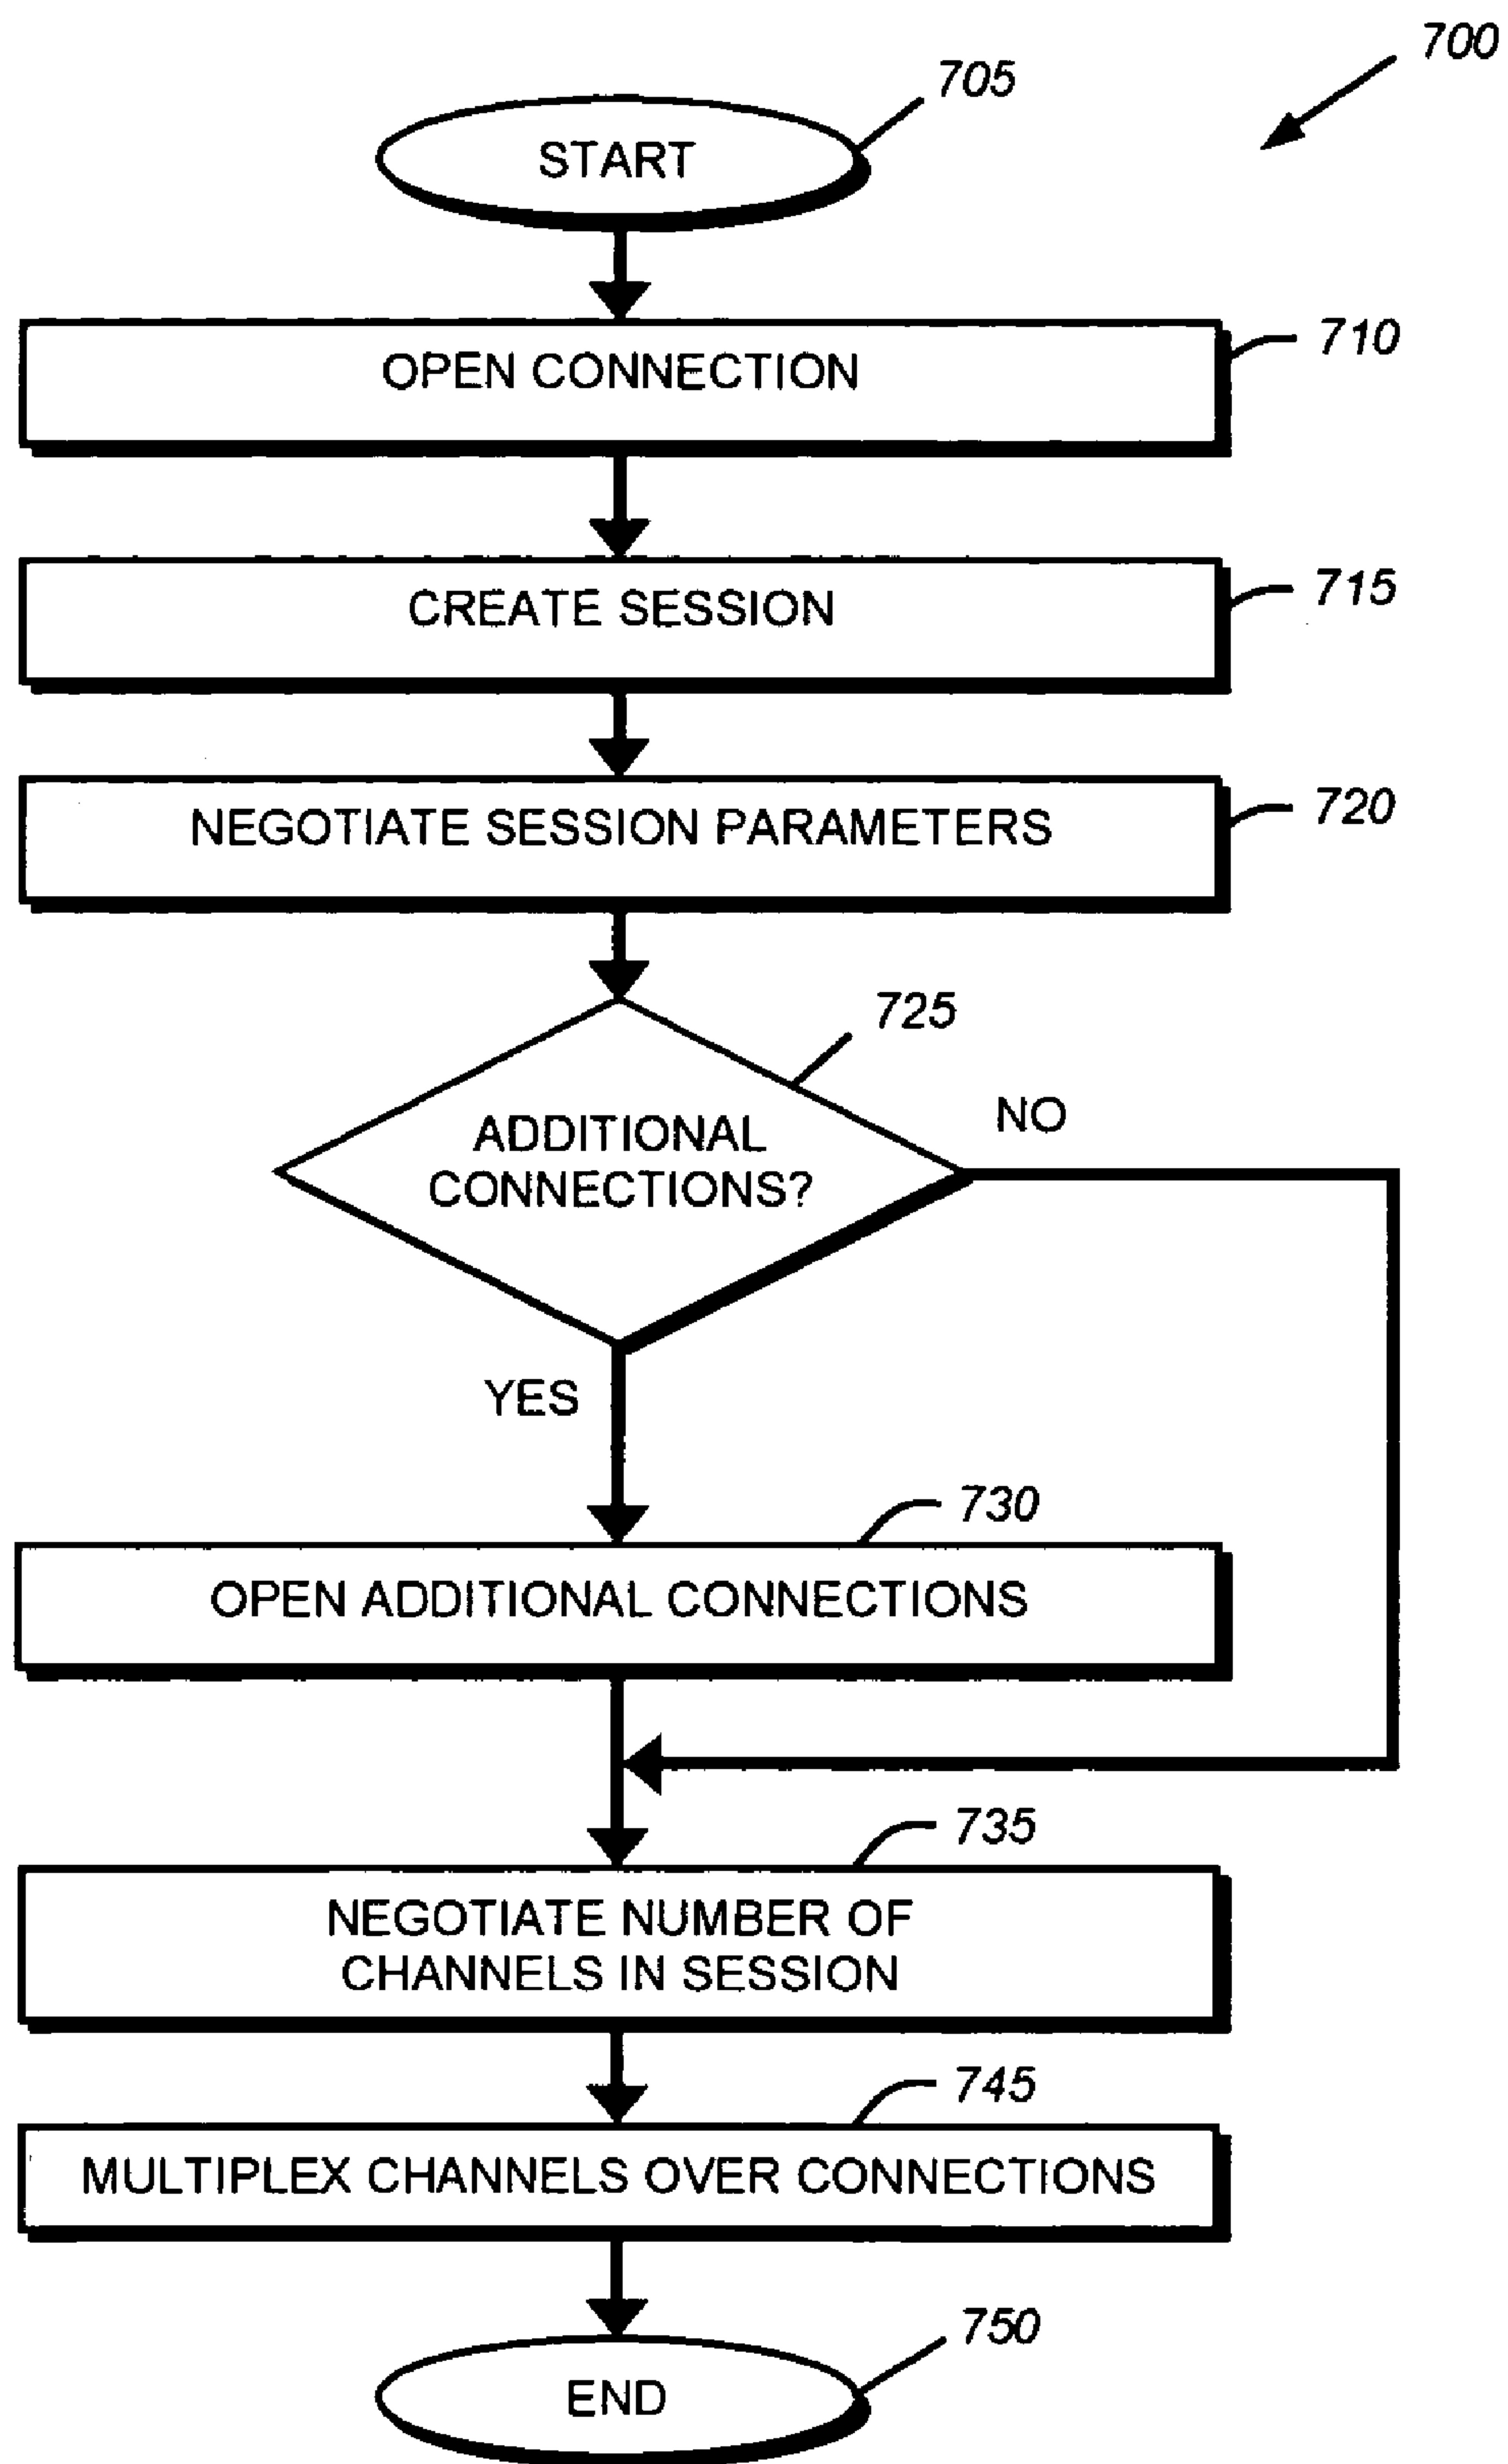 700
705
START
710
OPEN CONNECTION
715
CREATE SESSION
720
NEGOTIATE SESSION PARAMETERS
725
ADDITIONAL
CONNECTIONS?
NO
YES
730
OPEN ADDITIONAL CONNECTIONS
735
NEGOTIATE NUMBER OF
CHANNELS IN SESSION
745
MULTIPLEX CHANNELS OVER CONNECTIONS
750
END